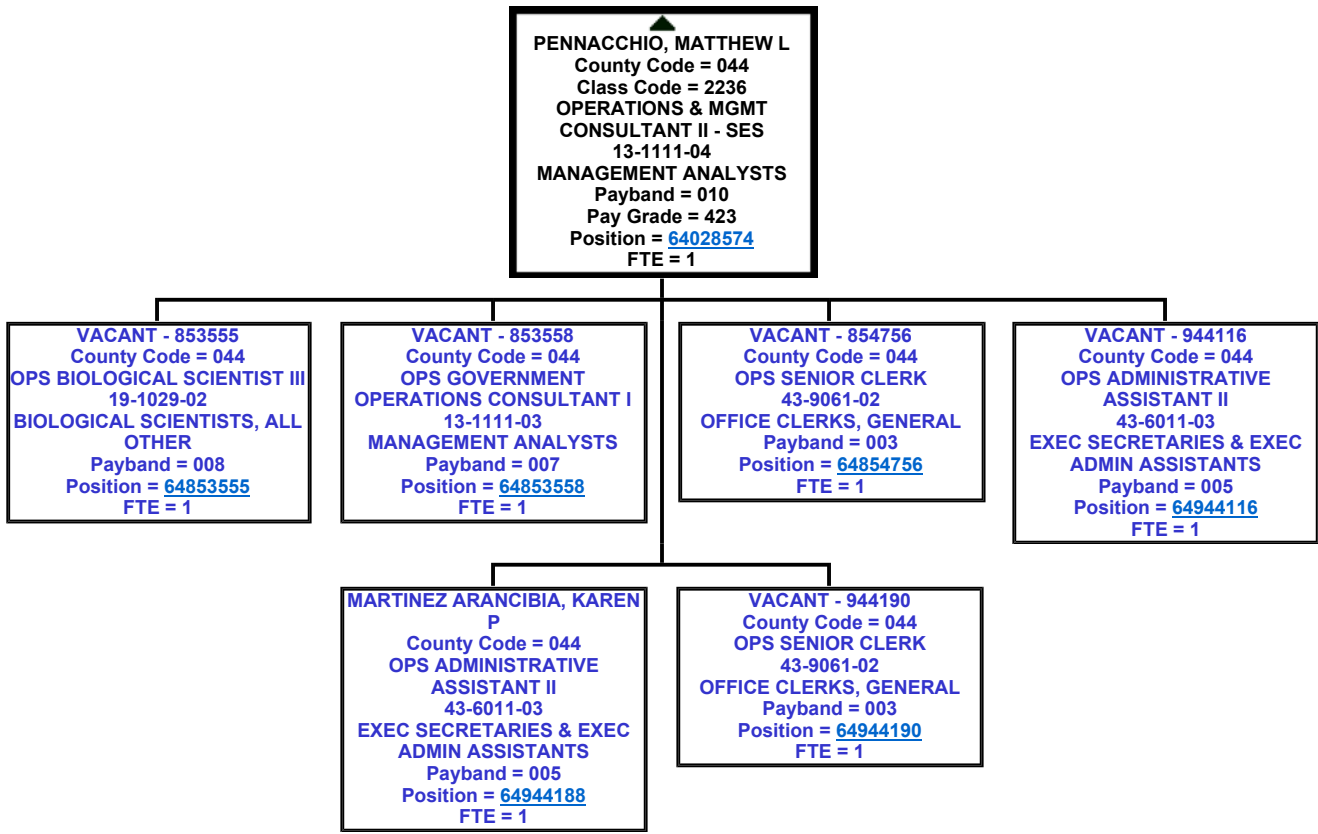 PENNACCHIO, MATTHEW L
County Code = 044
Class Code = 2236
OPERATIONS & MGMT
CONSULTANT II - SES
13-1111-04
MANAGEMENT ANALYSTS
Payband = 010
Pay Grade = 423
Position = 64028574
FTE = 1
VACANT - 853555
County Code = 044
OPS BIOLOGICAL SCIENTIST III
19-1029-02
BIOLOGICAL SCIENTISTS, ALL
OTHER
Payband = 008
Position = 64853555
FTE = 1
VACANT - 853558
County Code = 044
OPS GOVERNMENT
OPERATIONS CONSULTANT I
13-1111-03
MANAGEMENT ANALYSTS
Payband = 007
Position = 64853558
FTE = 1
VACANT - 854756
County Code = 044
OPS SENIOR CLERK
43-9061-02
OFFICE CLERKS, GENERAL
Payband = 003
Position = 64854756
FTE = 1
VACANT - 944116
County Code = 044
OPS ADMINISTRATIVE
ASSISTANT II
43-6011-03
EXEC SECRETARIES & EXEC
ADMIN ASSISTANTS
Payband = 005
Position = 64944116
FTE = 1
MARTINEZ ARANCIBIA, KAREN
P
County Code = 044
OPS ADMINISTRATIVE
ASSISTANT II
43-6011-03
EXEC SECRETARIES & EXEC
ADMIN ASSISTANTS
Payband = 005
Position = 64944188
FTE = 1
VACANT - 944190
County Code = 044
OPS SENIOR CLERK
43-9061-02
OFFICE CLERKS, GENERAL
Payband = 003
Position = 64944190
FTE = 1